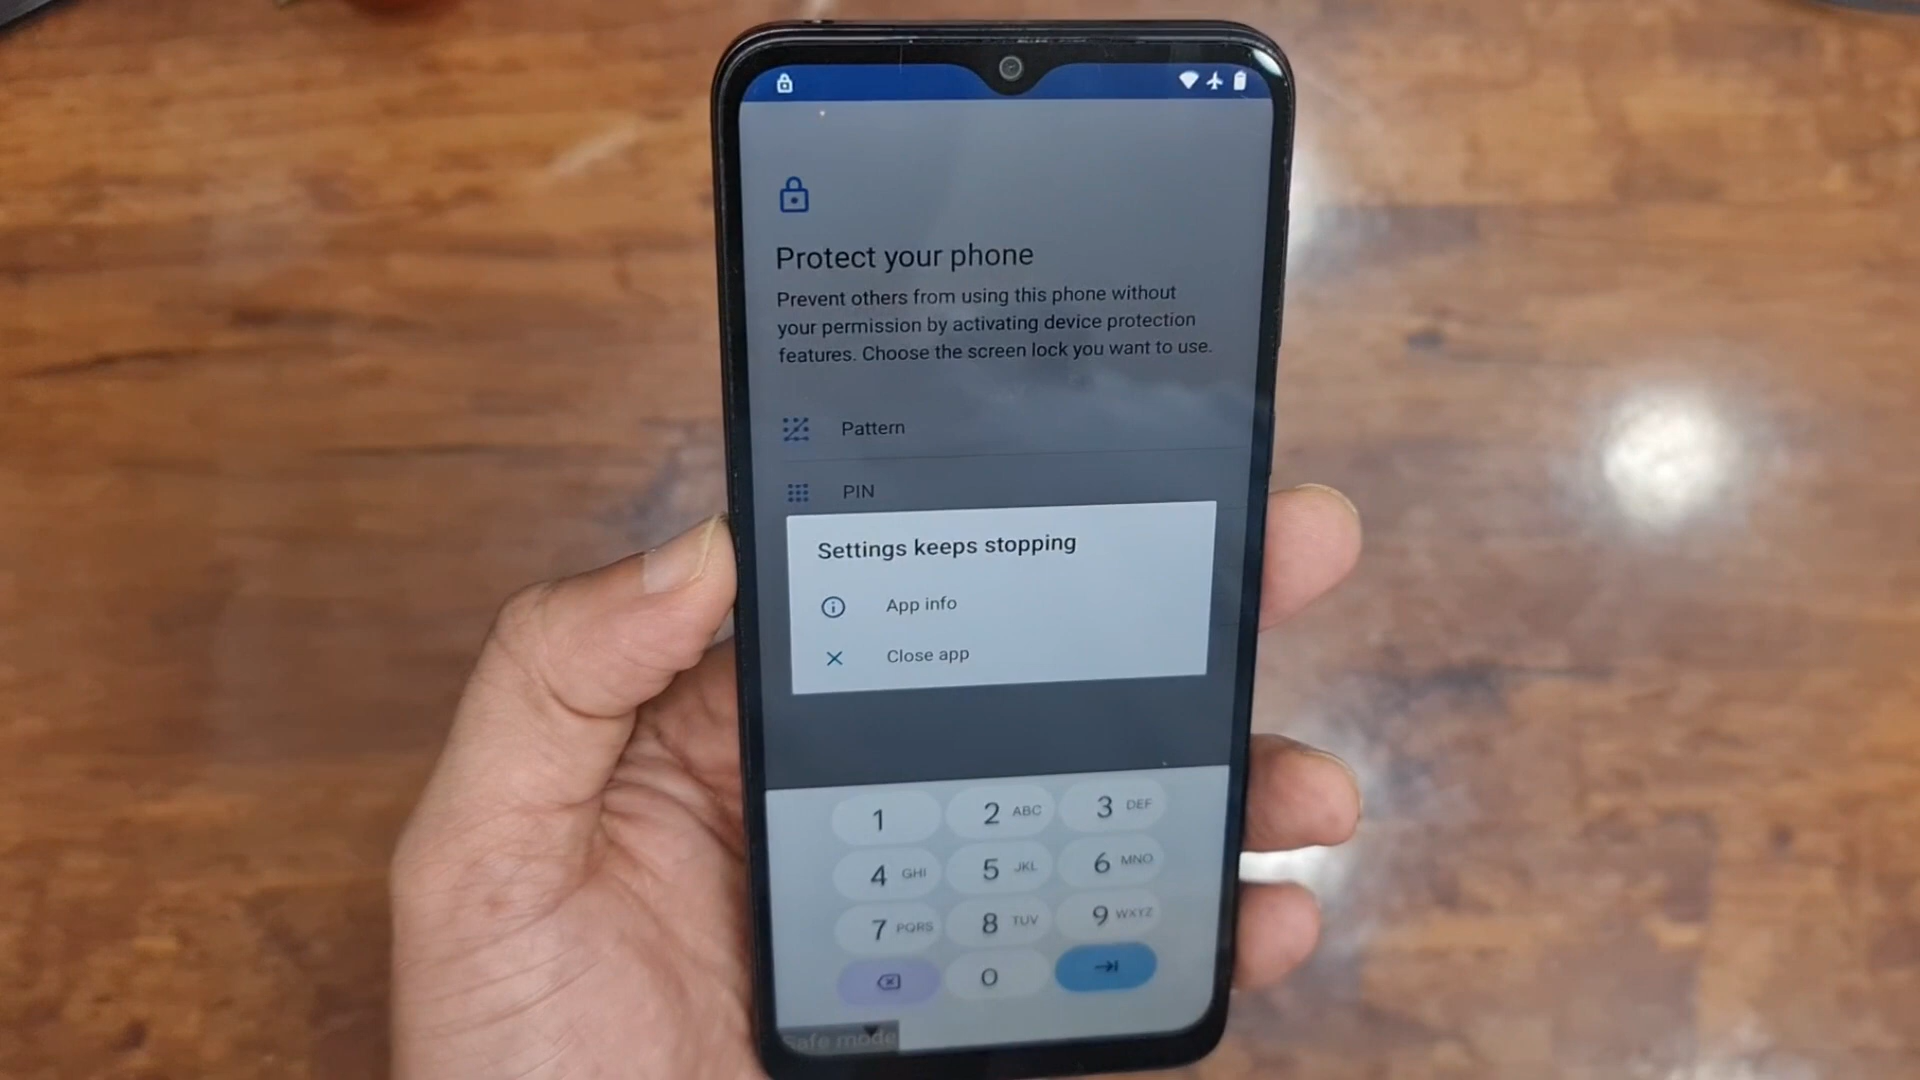 Protect your phone
Prevent others from using this phone without
your permission by activating device protection
features. Choose the screen lock you want to use.
Pattern
PIN
Settings keeps stopping
App info
Close app
1 2 ABC 3 DEF
4 GHI 5 JKL 6 MNO
7 PQRS 8 TUV 9 WXYZ
0
Safe mode